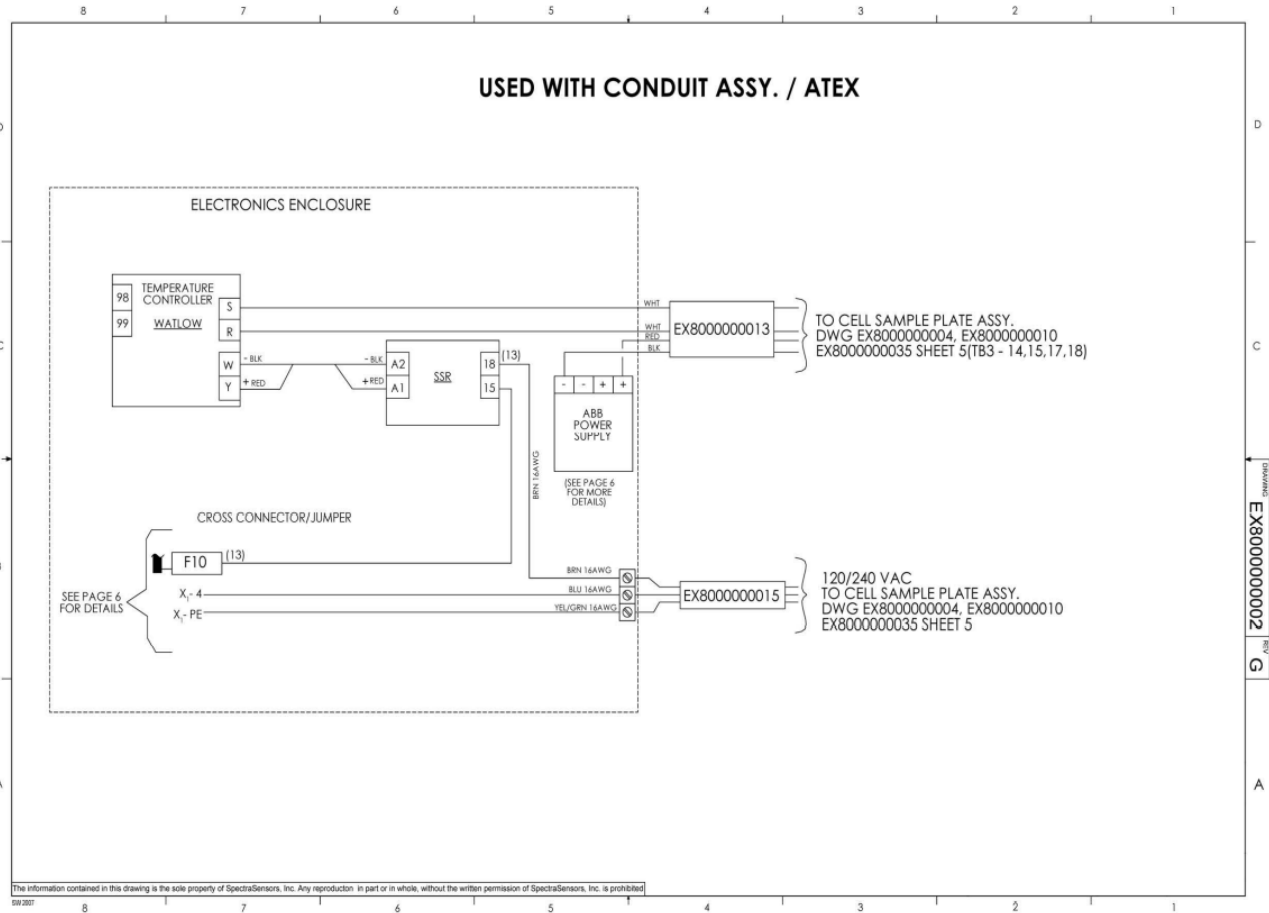 8 7 6 5 4 3 2 1
USED WITH CONDUIT ASSY. / ATEX
D
D
ELECTRONICS ENCLOSURE
98
99
TEMPERATURE
CONTROLLER
WATLOW
S
R
W
Y
- BLK
+ RED
- BLK
+RED
A2
A1
SSR
18
15
(13)
WHT
WHT
RED
BLK
EX8000000013
TO CELL SAMPLE PLATE ASSY.
DWG EX8000000004, EX8000000010
EX8000000035 SHEET 5(TB3 - 14,15,17,18)
C
C
- - + +
ABB
POWER
SUPPLY
(SEE PAGE 6
FOR MORE
DETAILS)
BRN 16AWG
CROSS CONNECTOR/JUMPER
F10
(13)
SEE PAGE 6
FOR DETAILS
X1- 4
X1- PE
BRN 16AWG
BLU 16AWG
YEL/GRN 16AWG
EX8000000015
120/240 VAC
TO CELL SAMPLE PLATE ASSY.
DWG EX8000000004, EX8000000010
EX8000000035 SHEET 5
DRAWING
EX8000000002
REV
G
A
The information contained in this drawing is the sole property of SpectraSensors, Inc. Any reproducton in part or in whole, without the written permission of SpectraSensors, Inc. is prohibited
SW 2007
8 7 6 5 4 3 2 1